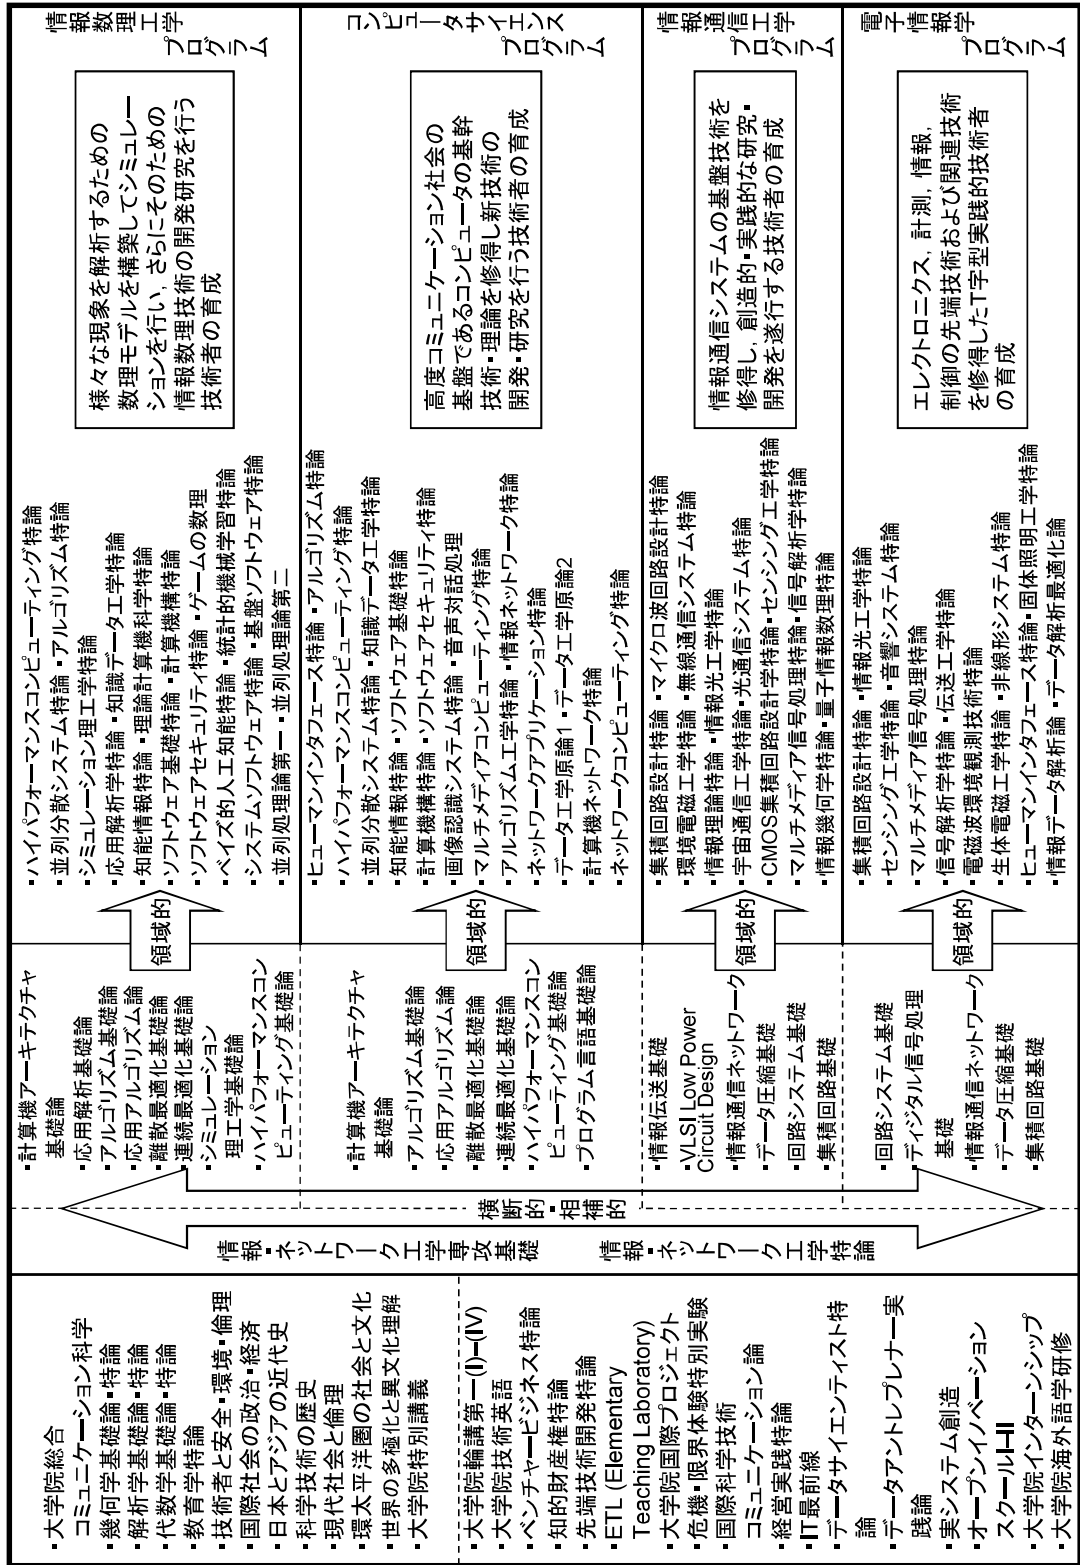 ・大学院総合
コミュニケーション科学
・幾何学基礎論・特論
・解析学基礎論・特論
・代数学基礎論・特論
・教育学特論
・技術者と安全・環境・倫理
・国際社会の政治・経済
・日本とアジアの近代史
・科学技術の歴史
・現代社会と倫理
・環太平洋圏の社会と文化
・世界の多極化と異文化理解
・大学院特別講義
・大学院輪講第一(I)–(IV)
・大学院技術英語
・ベンチャービジネス特論
・知的財産権特論
・先端技術開発特論
・ETL (Elementary
Teaching Laboratory)
・大学院国際プロジェクト
・危機・限界体験特別実験
・国際科学技術
コミュニケーション論
・経営実践特論
・IT最前線
・データサイエンティスト特
論
・データアントレプレナー実
践論
・実システム創造
・オープンイノベーション
スクールI–II
・大学院インターンシップ
・大学院海外語学研修
情報・ネットワーク工学専攻基礎
情報・ネットワーク工学特論
横断的・相補的
・計算機アーキテクチャ
基礎論
・応用解析基礎論
・アルゴリズム基礎論
・応用アルゴリズム論
・離散最適化基礎論
・連続最適化基礎論
・シミュレーション
理工学基礎論
・ハイパフォーマンスコン
ピューティング基礎論
領域的
・ハイパフォーマンスコンピューティング特論
・並列分散システム特論・アルゴリズム特論
・シミュレーション理工学特論
・応用解析学特論・知識データ工学特論
・知能情報特論・理論計算機科学特論
・ソフトウェア基礎特論・計算機構特論
・ソフトウェアセキュリティ特論・ゲームの数理
・ベイズ的人工知能特論・統計的機械学習特論
・システムソフトウェア特論・基盤ソフトウェア特論
・並列処理論第一・並列処理論第二
様々な現象を解析するための
数理モデルを構築してシミュレー
ションを行い,さらにそのための
情報数理技術の開発研究を行う
技術者の育成
情報数理工学
プログラム
・計算機アーキテクチャ
基礎論
・アルゴリズム基礎論
・応用アルゴリズム論
・離散最適化基礎論
・連続最適化基礎論
・ハイパフォーマンスコン
ピューティング基礎論
・プログラム言語基礎論
領域的
・ヒューマンインタフェース特論・アルゴリズム特論
・ハイパフォーマンスコンピューティング特論
・並列分散システム特論・知識データ工学特論
・知能情報特論・ソフトウェア基礎特論
・計算機構特論・ソフトウェアセキュリティ特論
・画像認識システム特論・音声対話処理
・マルチメディアコンピューティング特論
・アルゴリズム工学特論・情報ネットワーク特論
・ネットワークアプリケーション特論
・データ工学原論1・データ工学原論2
・計算機ネットワーク特論
・ネットワークコンピューティング特論
高度コミュニケーション社会の
基盤であるコンピュータの基幹
技術・理論を修得し新技術の
開発・研究を行う技術者の育成
コンピュータサイエンス
プログラム
・情報伝送基礎
・VLSI Low Power
Circuit Design
・情報通信ネットワーク
・データ圧縮基礎
・回路システム基礎
・集積回路基礎
領域的
・集積回路設計特論・マイクロ波回路設計特論
・環境電磁工学特論・無線通信システム特論
・情報理論特論・情報光工学特論
・宇宙通信工学特論・光通信システム特論
・CMOS集積回路設計学特論・センシング工学特論
・マルチメディア信号処理特論・信号解析学特論
・情報幾何学特論・量子情報数理特論
情報通信システムの基盤技術を
修得し,創造的・実践的な研究・
開発を遂行する技術者の育成
情報通信工学
プログラム
・回路システム基礎
・ディジタル信号処理
基礎
・情報通信ネットワーク
・データ圧縮基礎
・集積回路基礎
領域的
・集積回路設計特論・情報光工学特論
・センシング工学特論・音響システム特論
・マルチメディア信号処理特論
・信号解析学特論・伝送工学特論
・電磁波環境観測技術特論
・生体電磁工学特論・非線形システム特論
・ヒューマンインタフェース特論・固体照明工学特論
・情報データ解析論・データ解析最適化論
エレクトロニクス,計測,情報,
制御の先端技術および関連技術
を修得したT字型実践的技術者
の育成
電子情報学
プログラム